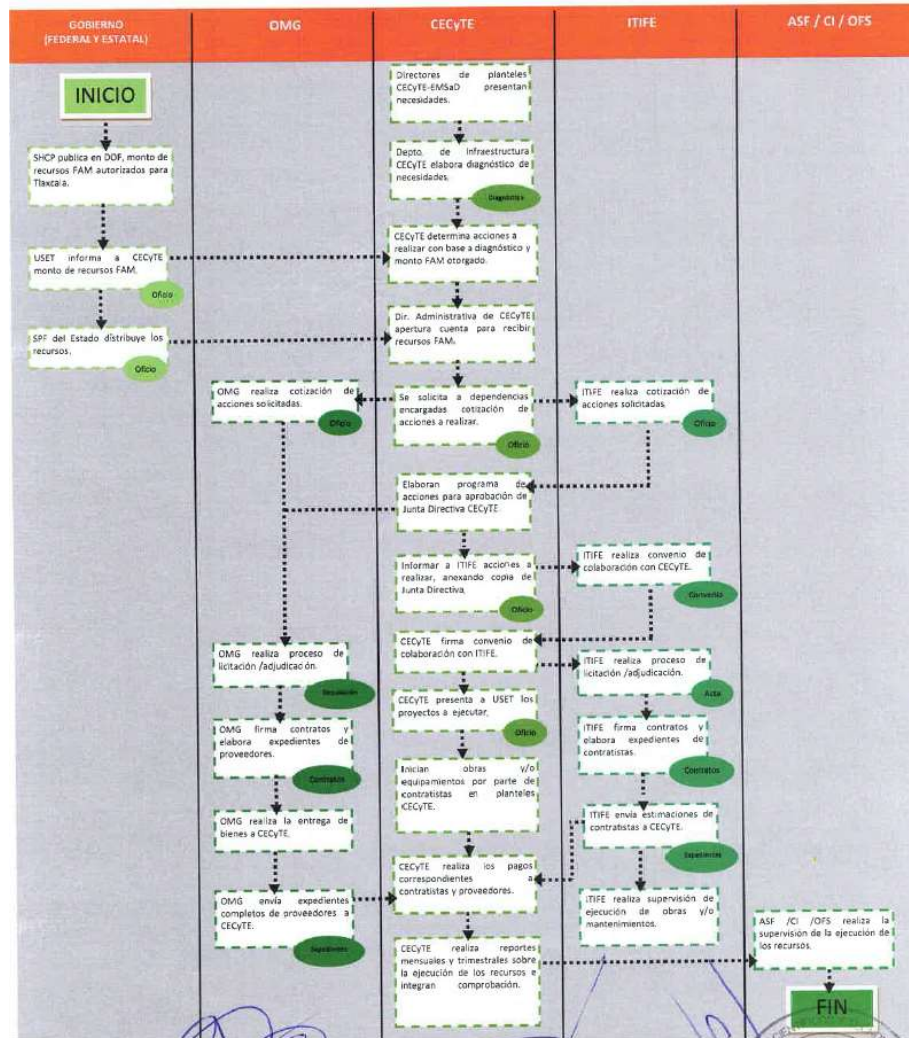 GOBIERNO
(FEDERAL Y ESTATAL)
OMG
CECyTE
ITIFE
ASF / CI / OFS
INICIO
SHCP publica en DOF, monto de
recursos FAM autorizados para
Tlaxcala.
USET informa a CECyTE
monto de recursos FAM.
Oficio
SPF del Estado distribuye los
recursos.
Oficio
Directores de planteles
CECyTE-EMSaD presentan
necesidades.
Depto. de Infraestructura
CECyTE elabora diagnóstico de
necesidades.
Diagnóstico
CECyTE determina acciones a
realizar con base a diagnóstico y
monto FAM otorgado.
Dir. Administrativa de CECyTE
apertura cuenta para recibir
recursos FAM.
OMG realiza cotización de
acciones solicitadas.
Oficio
Se solicita a dependencias
encargadas cotización de
acciones a realizar.
Oficio
ITIFE realiza cotización de
acciones solicitadas.
Oficio
Elaboran programa de
acciones para aprobación de
Junta Directiva CECyTE.
Informar a ITIFE acciones a
realizar, anexando copia de
Junta Directiva.
Oficio
ITIFE realiza convenio de
colaboración con CECyTE.
Convenio
CECyTE firma convenio de
colaboración con ITIFE.
OMG realiza proceso de
licitación /adjudicación.
ITIFE realiza proceso de
licitación /adjudicación.
Acta
CECyTE presenta a USET los
proyectos a ejecutar.
Oficio
OMG firma contratos y
elabora expedientes de
proveedores.
Contratos
ITIFE firma contratos y
elabora expedientes de
contratistas.
Contratos
Inician obras y/o
equipamientos por parte de
contratistas en planteles
CECyTE.
OMG realiza la entrega de
bienes a CECyTE.
ITIFE envía estimaciones de
contratistas a CECyTE.
Expedientes
CECyTE realiza los pagos
correspondientes a
contratistas y proveedores.
OMG envía expedientes
completos de proveedores a
CECyTE.
Expedientes
ITIFE realiza supervisión de
ejecución de obras y/o
mantenimientos.
CECyTE realiza reportes
mensuales y trimestrales sobre
la ejecución de los recursos e
integran comprobación.
ASF /CI /OFS realiza la
supervisión de la ejecución de
los recursos.
FIN